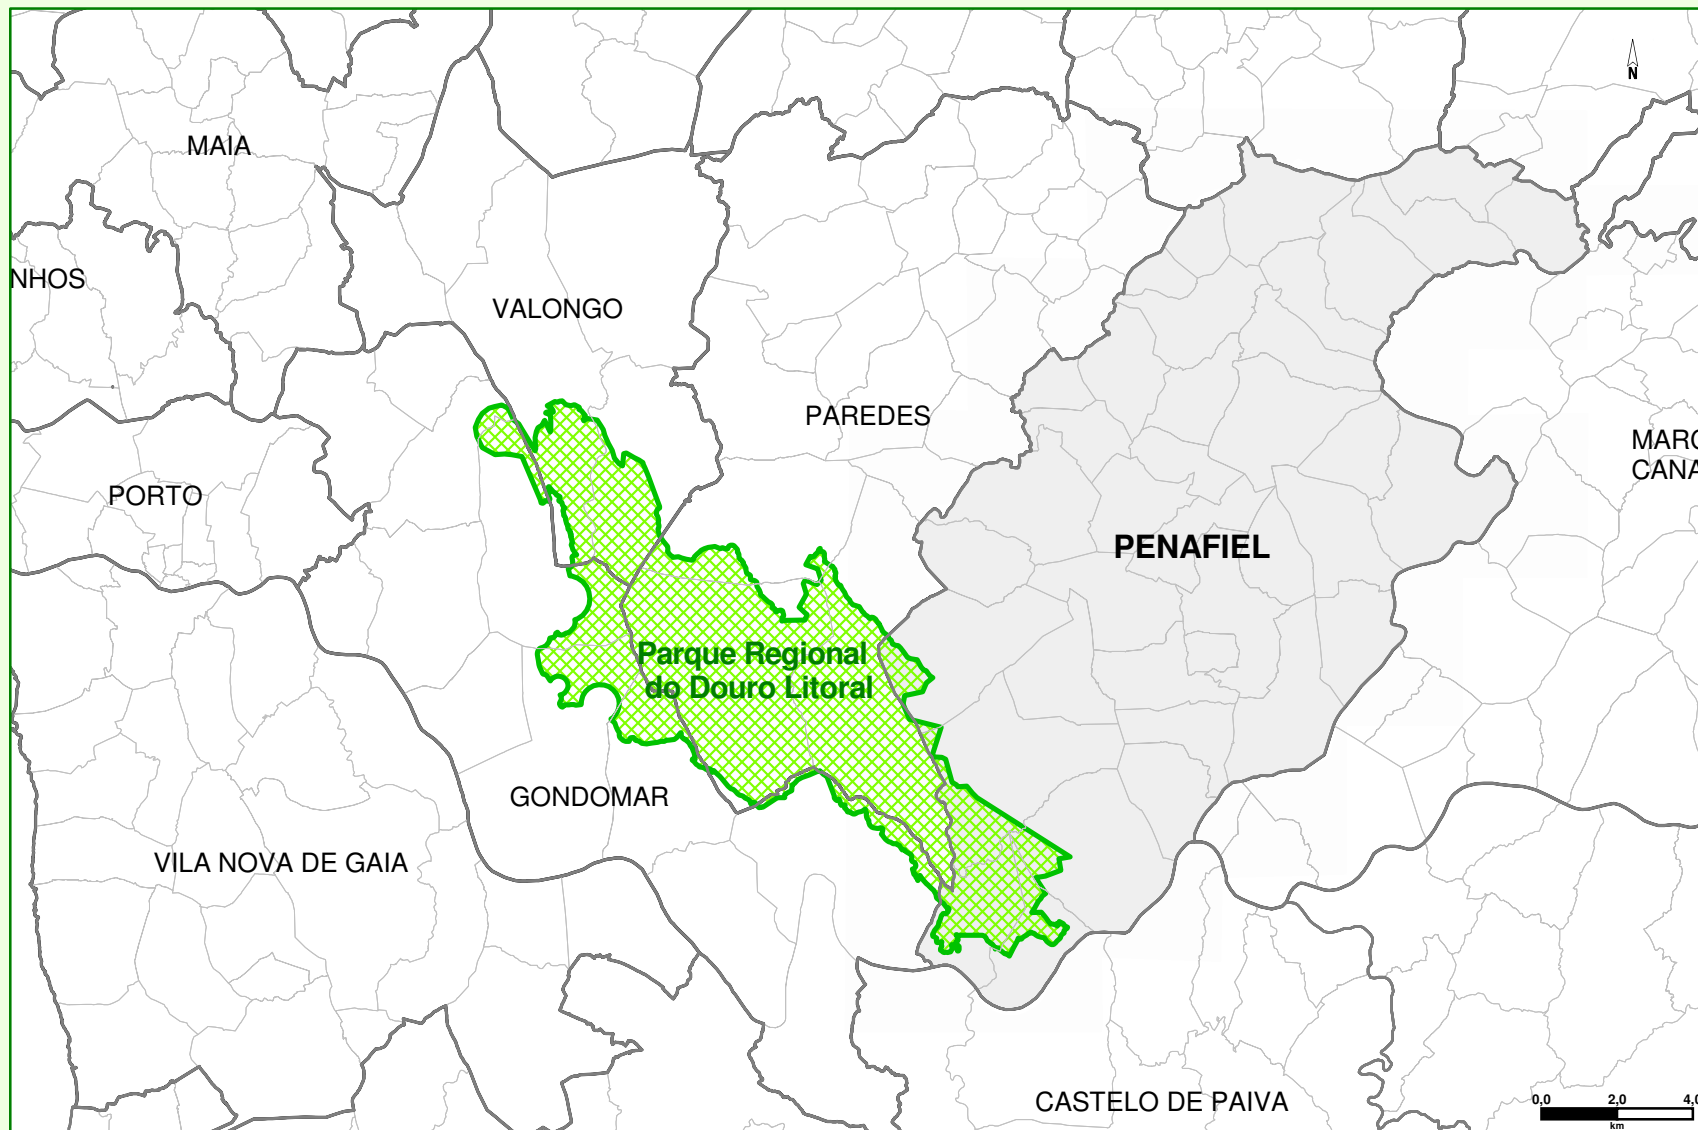 N
MAIA
NHOS
VALONGO
PAREDES
MARC
CANA
PORTO
PENAFIEL
Parque Regional
do Douro Litoral
GONDOMAR
VILA NOVA DE GAIA
CASTELO DE PAIVA
0,0 2,0 4,0
km